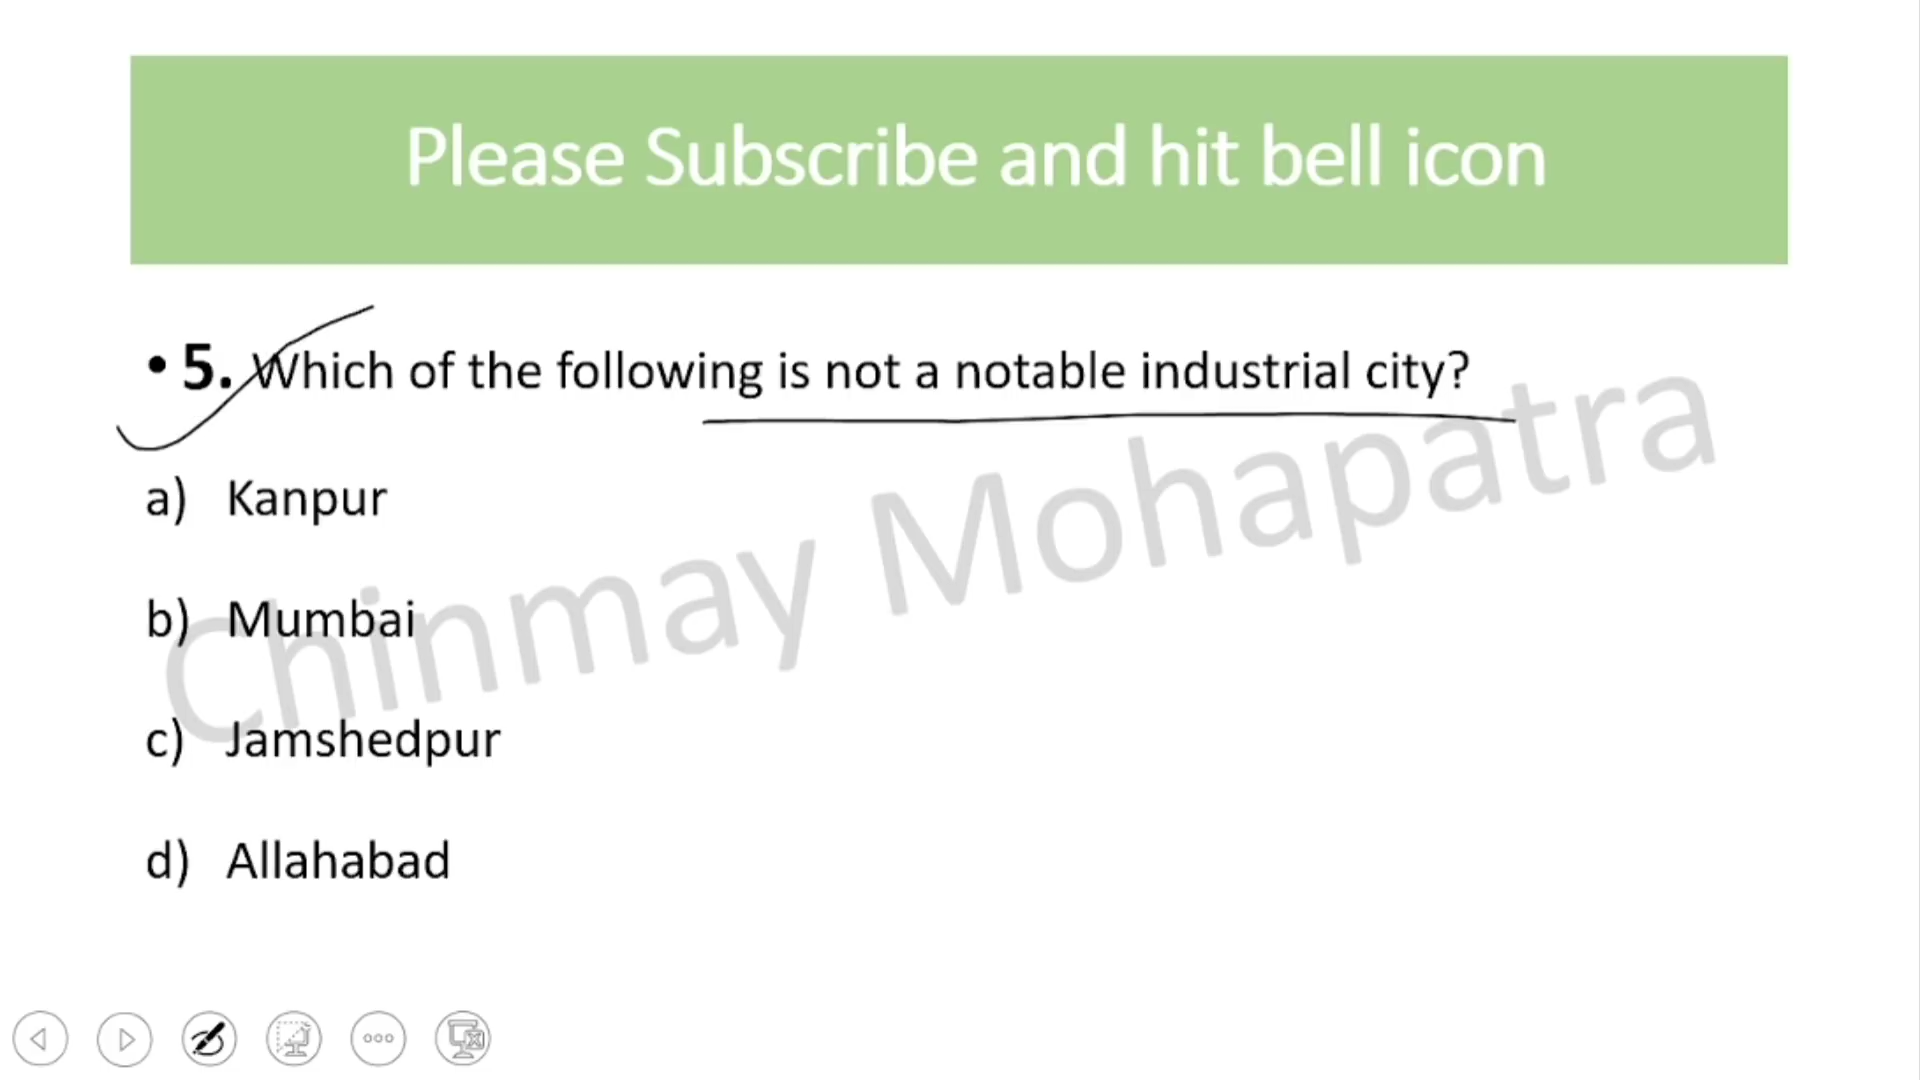 Please Subscribe and hit bell icon
• 5. Which of the following is not a notable industrial city?
a) Kanpur
b) Mumbai
c) Jamshedpur
d) Allahabad
Chinmay Mohapatra